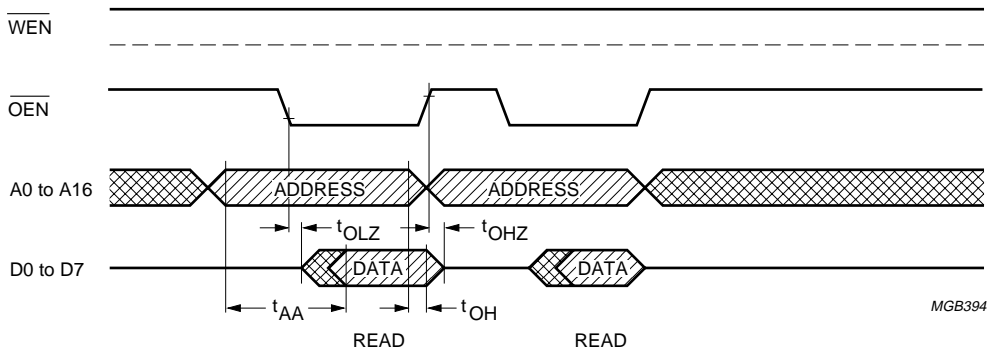 WEN
OEN
A0 to A16 ADDRESS ADDRESS
tOLZ tOHZ
D0 to D7 DATA DATA
tAA tOH
MGB394
READ READ